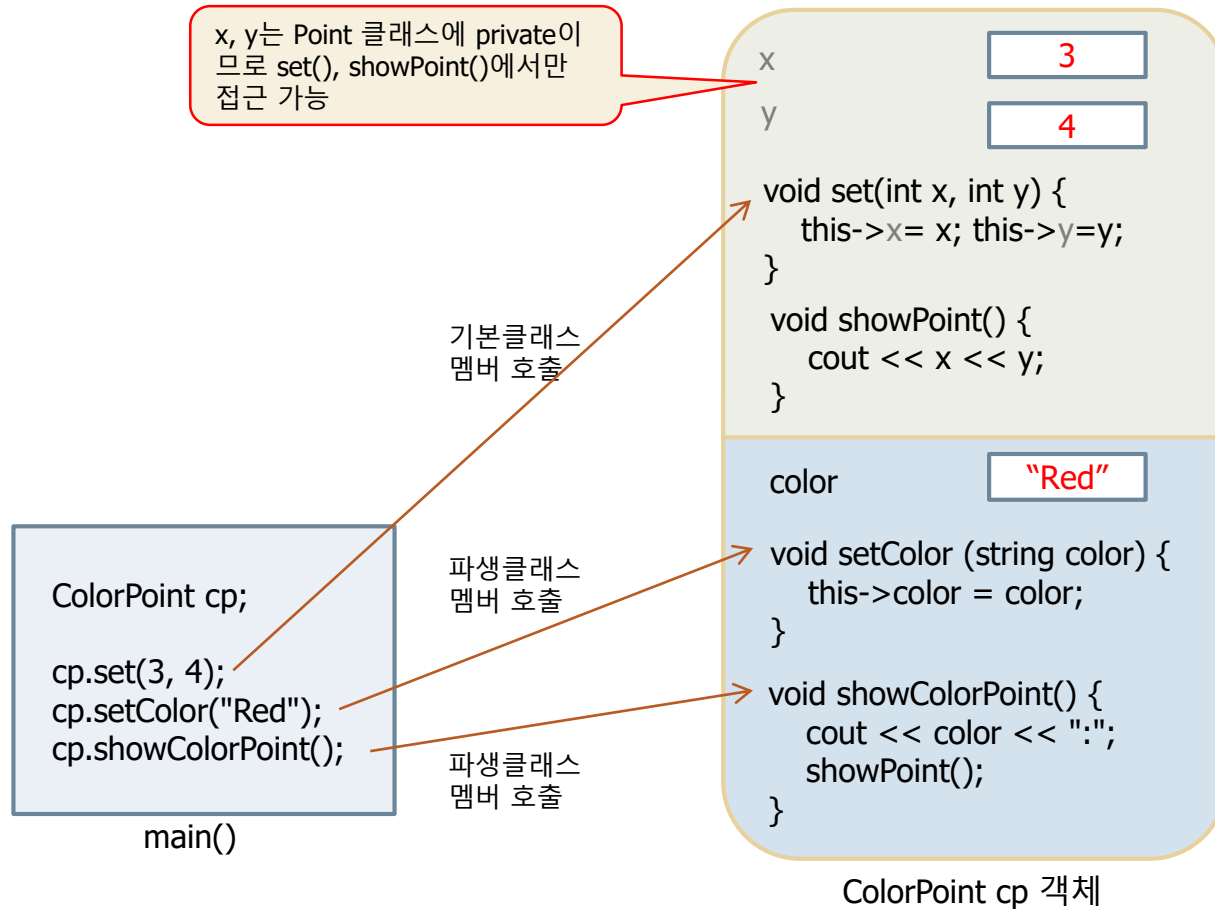 x, y는 Point 클래스에 private이
므로 set(), showPoint()에서만
접근 가능
x
3
y
4
void set(int x, int y) {
this->x= x; this->y=y;
}
void showPoint() {
cout << x << y;
}
기본클래스
멤버 호출
color
“Red”
void setColor (string color) {
this->color = color;
}
void showColorPoint() {
cout << color << ":";
showPoint();
}
파생클래스
멤버 호출
파생클래스
멤버 호출
ColorPoint cp;
cp.set(3, 4);
cp.setColor("Red");
cp.showColorPoint();
main()
ColorPoint cp 객체